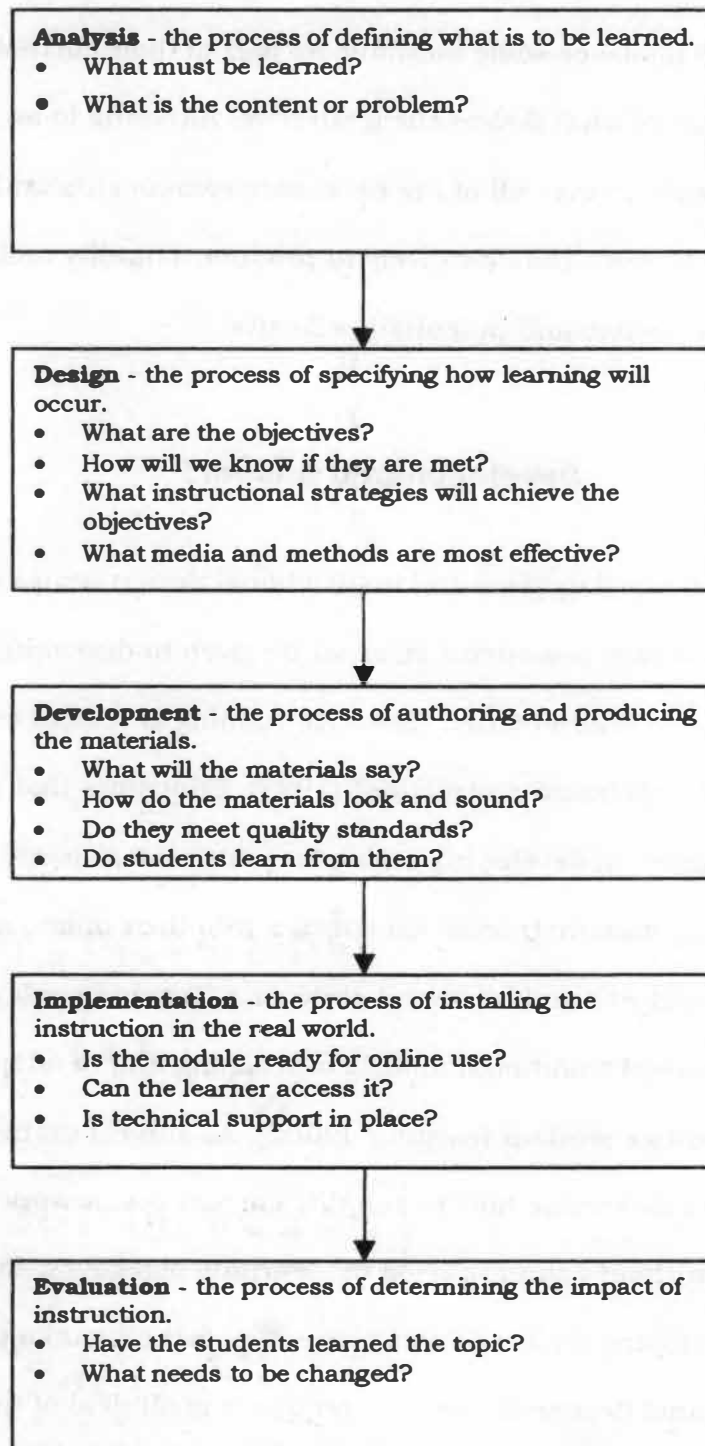 Analysis - the process of defining what is to be learned.
• What must be learned?
• What is the content or problem?
Design - the process of specifying how learning will
occur.
• What are the objectives?
• How will we know if they are met?
• What instructional strategies will achieve the
objectives?
• What media and methods are most effective?
Development - the process of authoring and producing
the materials.
• What will the materials say?
• How do the materials look and sound?
• Do they meet quality standards?
• Do students learn from them?
Implementation - the process of installing the
instruction in the real world.
• Is the module ready for online use?
• Can the learner access it?
• Is technical support in place?
Evaluation - the process of determining the impact of
instruction.
• Have the students learned the topic?
• What needs to be changed?